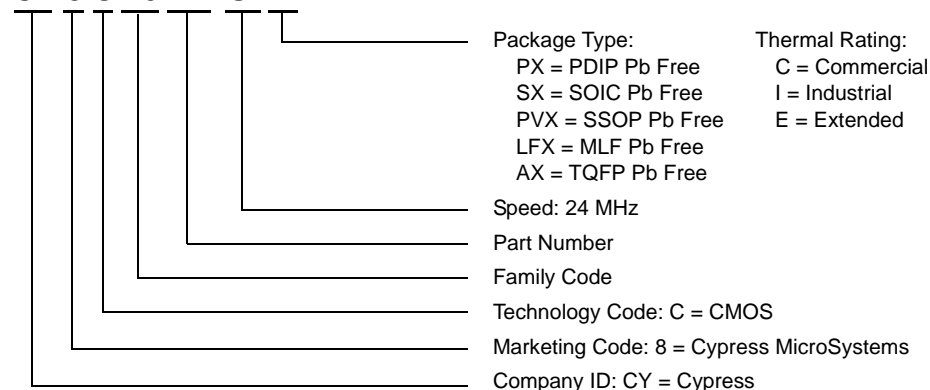 Package Type:
PX = PDIP Pb Free
SX = SOIC Pb Free
PVX = SSOP Pb Free
LFX = MLF Pb Free
AX = TQFP Pb Free
Thermal Rating:
C = Commercial
I = Industrial
E = Extended
Speed: 24 MHz
Part Number
Family Code
Technology Code: C = CMOS
Marketing Code: 8 = Cypress MicroSystems
Company ID: CY = Cypress